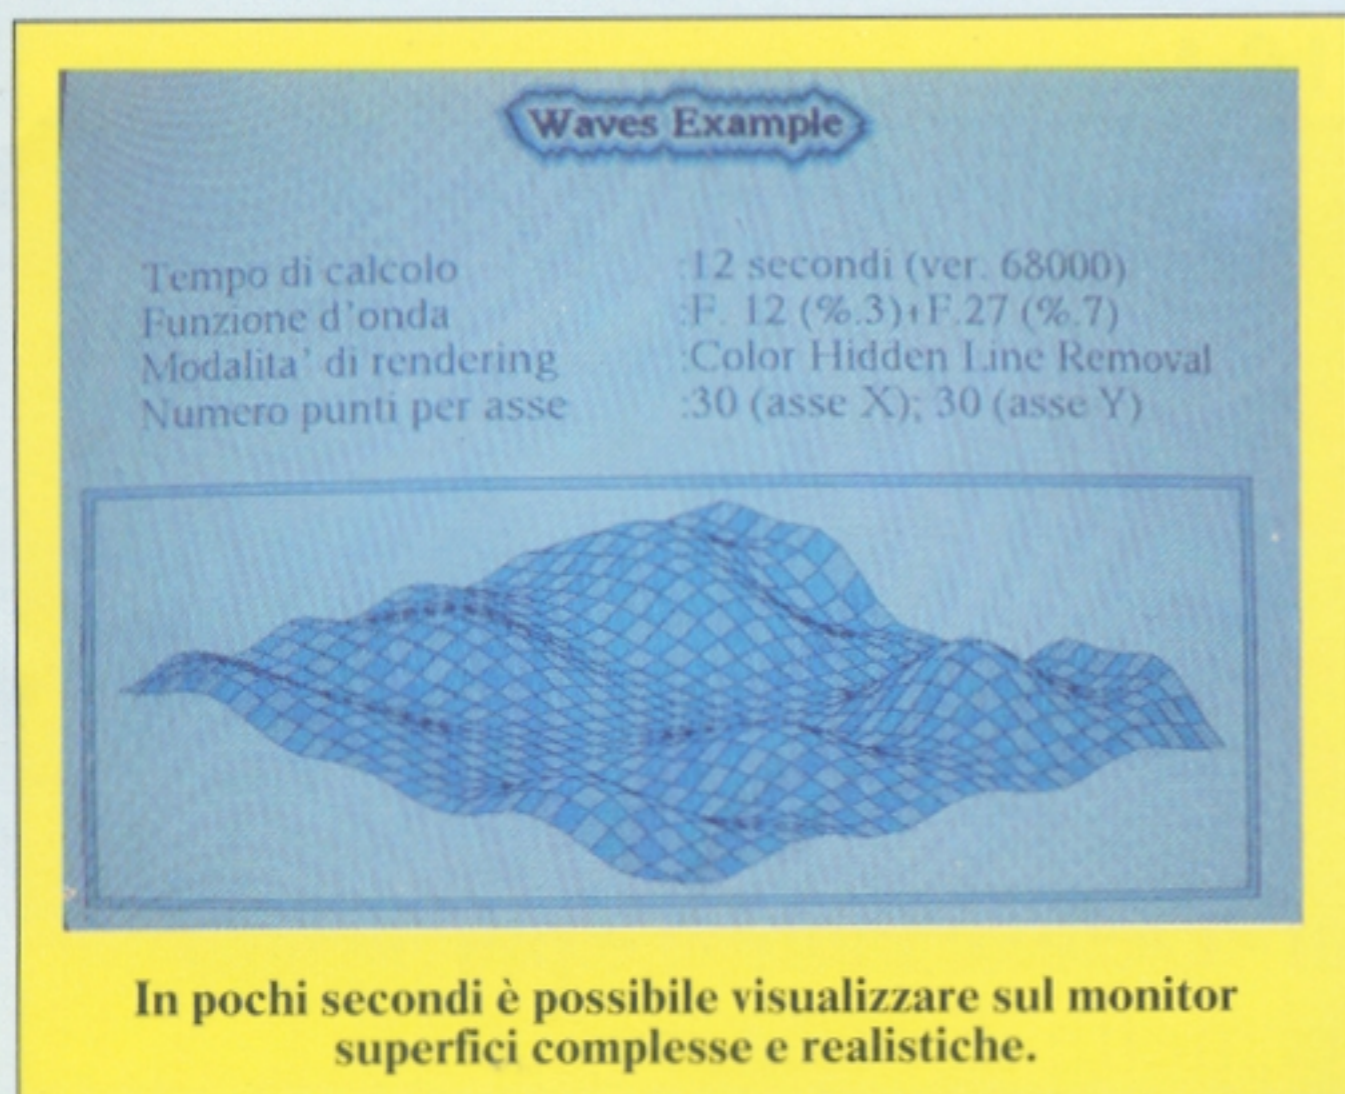 Waves Example
Tempo di calcolo :12 secondi (ver. 68000)
Funzione d'onda :F. 12 (%.3)+F.27 (%.7)
Modalita' di rendering :Color Hidden Line Removal
Numero punti per asse :30 (asse X); 30 (asse Y)
In pochi secondi è possibile visualizzare sul monitor
superfici complesse e realistiche.